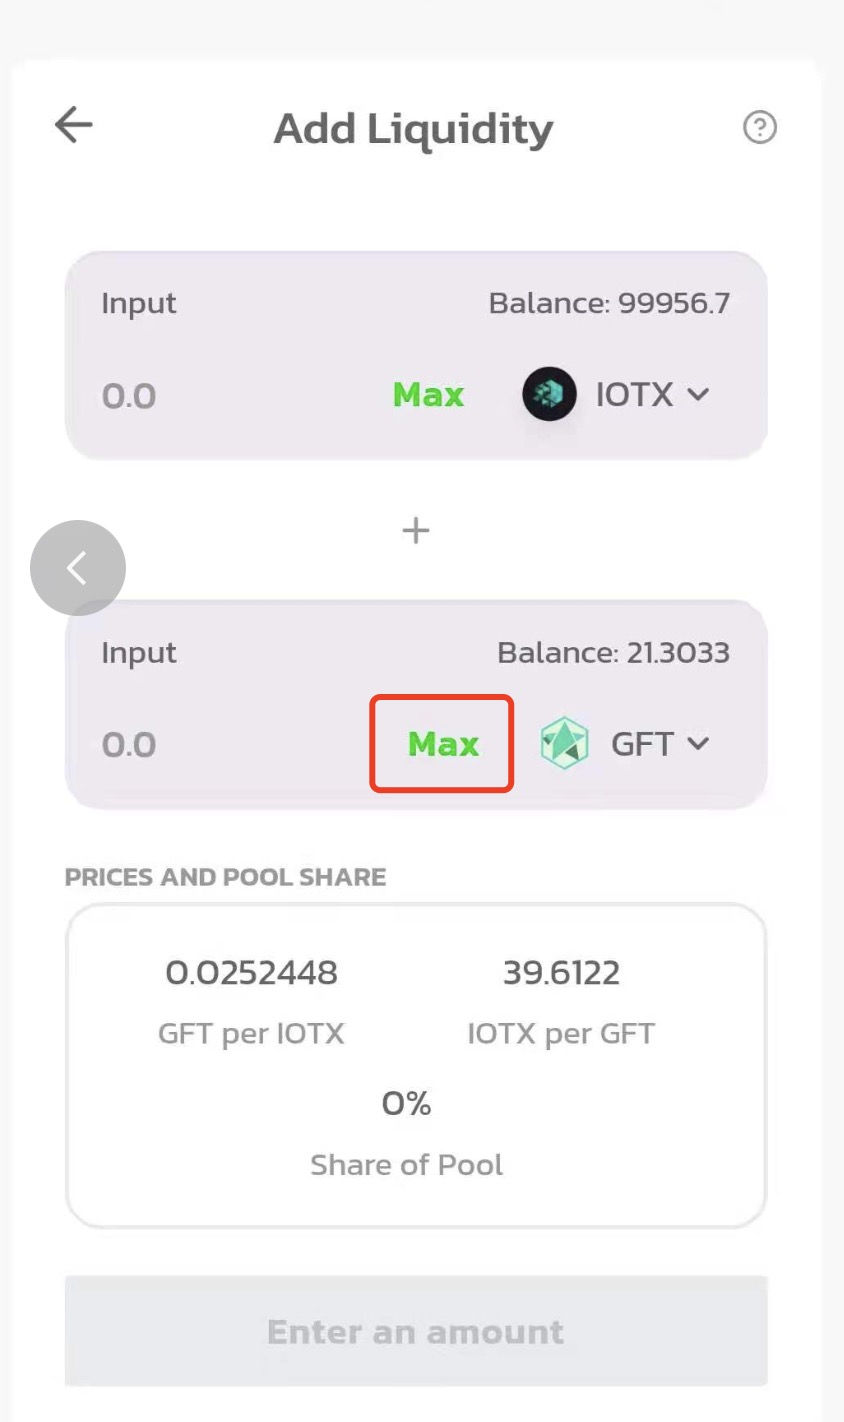 Add Liquidity
Input Balance: 99956.7
0.0 Max IOTX
+
Input Balance: 21.3033
0.0 Max GFT
PRICES AND POOL SHARE
0.0252448 39.6122
GFT per IOTX IOTX per GFT
0%
Share of Pool
Enter an amount